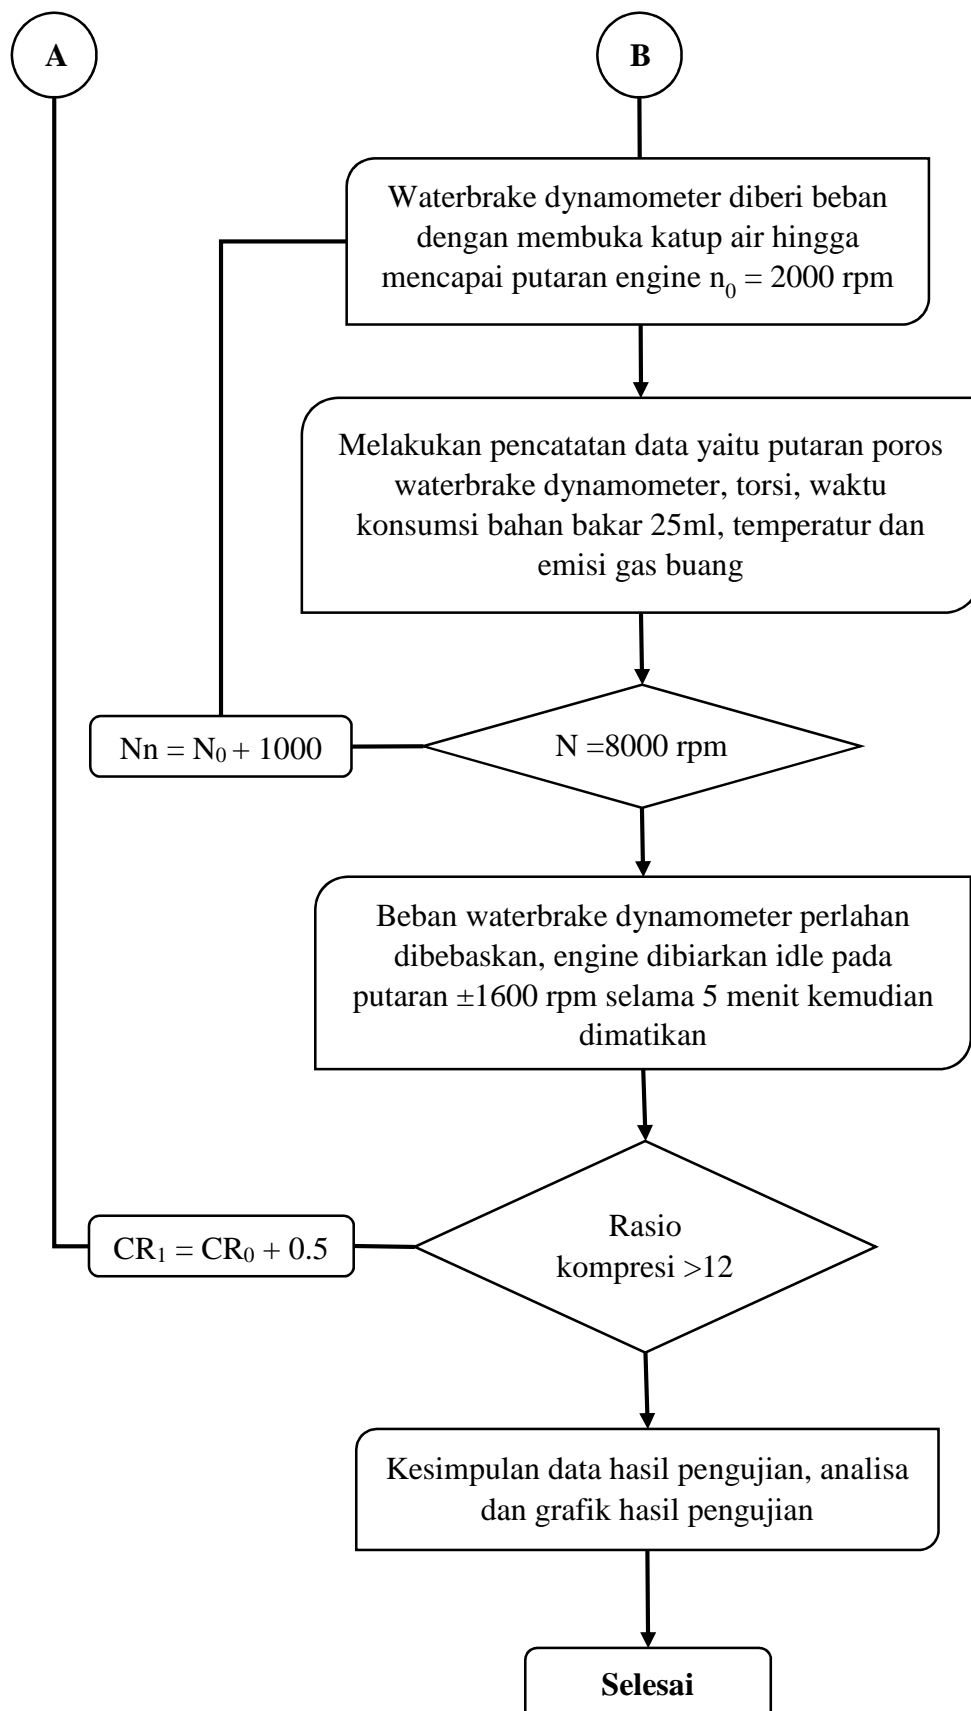 A
B
Waterbrake dynamometer diberi beban
dengan membuka katup air hingga
mencapai putaran engine n₀ = 2000 rpm
Melakukan pencatatan data yaitu putaran poros
waterbrake dynamometer, torsi, waktu
konsumsi bahan bakar 25ml, temperatur dan
emisi gas buang
Nn = N₀ + 1000
N =8000 rpm
Beban waterbrake dynamometer perlahan
dibebaskan, engine dibiarkan idle pada
putaran ±1600 rpm selama 5 menit kemudian
dimatikan
CR₁ = CR₀ + 0.5
Rasio
kompresi >12
Kesimpulan data hasil pengujian, analisa
dan grafik hasil pengujian
Selesai